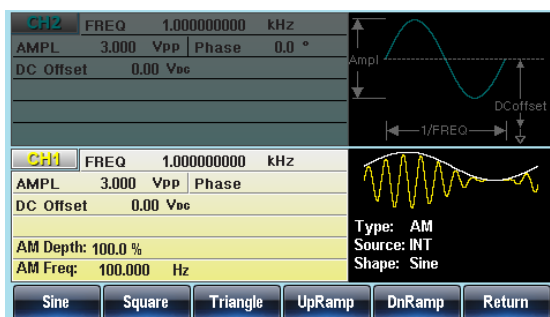 CH2 FREQ 1.000000000 kHz
AMPL 3.000 Vpp Phase 0.0 °
DC Offset 0.00 VDC
Ampl
DCoffset
1/FREQ
CH1 FREQ 1.000000000 kHz
AMPL 3.000 Vpp Phase
DC Offset 0.00 VDC
AM Depth: 100.0 %
AM Freq: 100.000 Hz
Type: AM
Source: INT
Shape: Sine
Sine Square Triangle UpRamp DnRamp Return